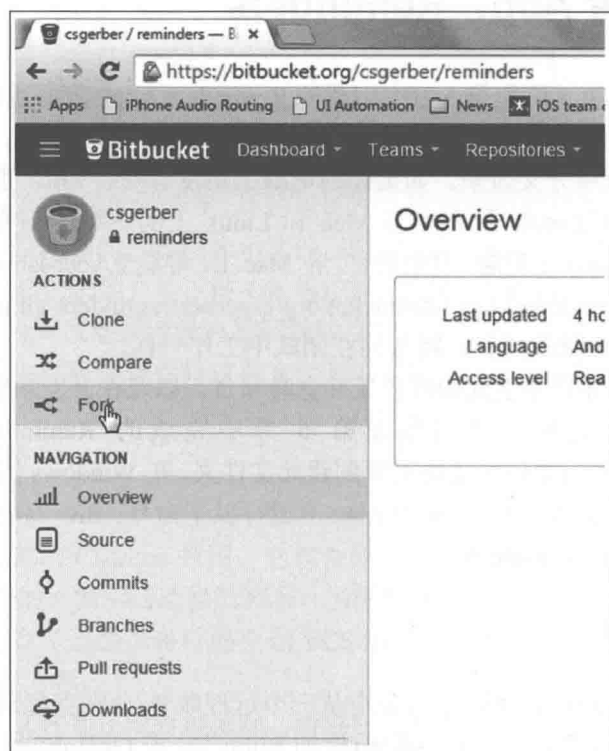 csgerber / reminders — B
https://bitbucket.org/csgerber/reminders
Apps iPhone Audio Routing UI Automation News iOS team
Bitbucket Dashboard Teams Repositories
csgerber
reminders
Overview
ACTIONS
Clone
Compare
Fork
Last updated 4 ho
Language And
Access level Rea
NAVIGATION
Overview
Source
Commits
Branches
Pull requests
Downloads